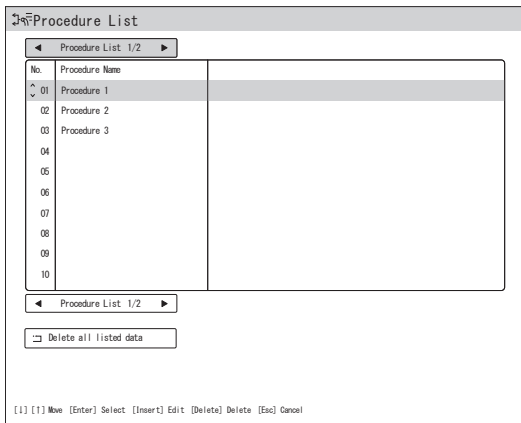 Procedure List
◀ Procedure List 1/2 ▶
No. Procedure Name
01 Procedure 1
02 Procedure 2
03 Procedure 3
04
05
06
07
08
09
10
◀ Procedure List 1/2 ▶
Delete all listed data
[↓] [↑] Move [Enter] Select [Insert] Edit [Delete] Delete [Esc] Cancel